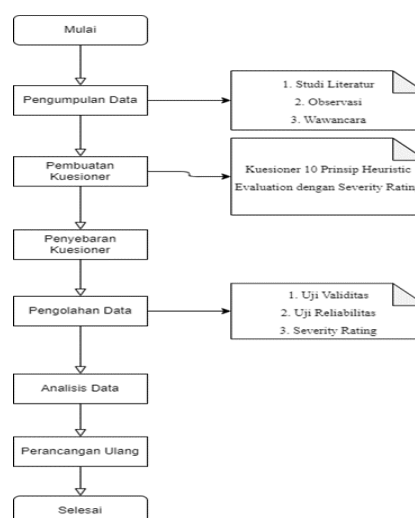 Mulai
Pengumpulan Data
1. Studi Literatur
2. Observasi
3. Wawancara
Pembuatan
Kuesioner
Kuesioner 10 Prinsip Heuristic
Evaluation dengan Severity Ratin
Penyebaran
Kuesioner
Pengolahan Data
1. Uji Validitas
2. Uji Reliabilitas
3. Severity Rating
Analisis Data
Perancangan Ulang
Selesai